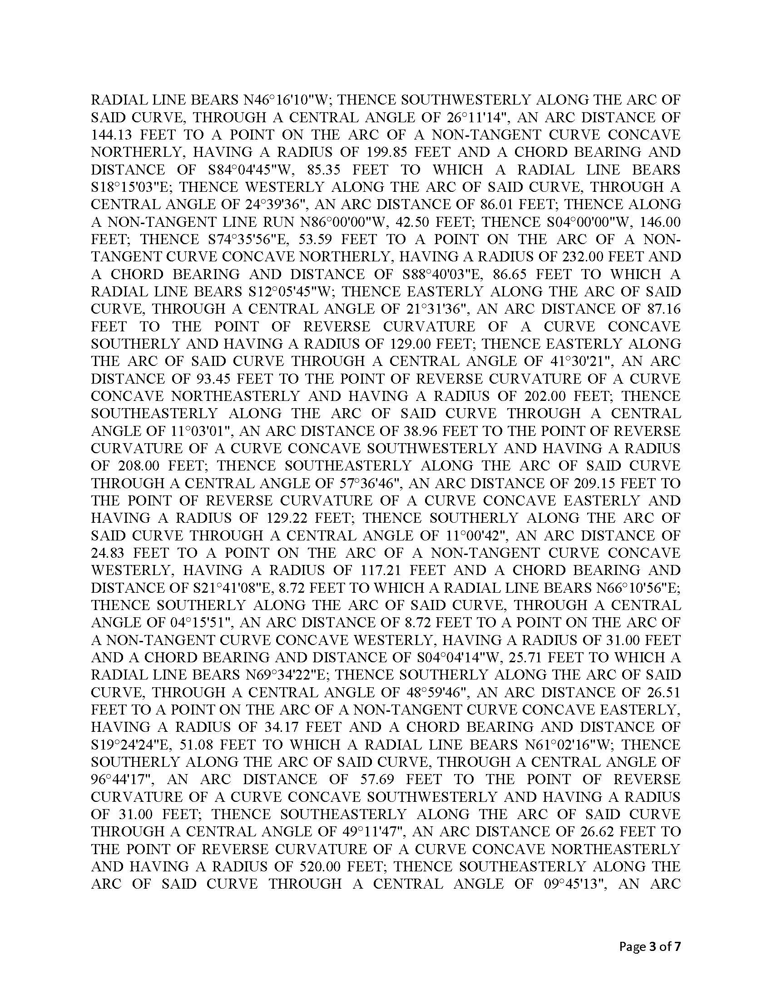 RADIAL LINE BEARS N46°16'10"W; THENCE SOUTHWESTERLY ALONG THE ARC OF
SAID CURVE, THROUGH A CENTRAL ANGLE OF 26°11'14", AN ARC DISTANCE OF
144.13 FEET TO A POINT ON THE ARC OF A NON-TANGENT CURVE CONCAVE
NORTHERLY, HAVING A RADIUS OF 199.85 FEET AND A CHORD BEARING AND
DISTANCE OF S84°04'45"W, 85.35 FEET TO WHICH A RADIAL LINE BEARS
S18°15'03"E; THENCE WESTERLY ALONG THE ARC OF SAID CURVE, THROUGH A
CENTRAL ANGLE OF 24°39'36", AN ARC DISTANCE OF 86.01 FEET; THENCE ALONG
A NON-TANGENT LINE RUN N86°00'00"W, 42.50 FEET; THENCE S04°00'00"W, 146.00
FEET; THENCE S74°35'56"E, 53.59 FEET TO A POINT ON THE ARC OF A NON-
TANGENT CURVE CONCAVE NORTHERLY, HAVING A RADIUS OF 232.00 FEET AND
A CHORD BEARING AND DISTANCE OF S88°40'03"E, 86.65 FEET TO WHICH A
RADIAL LINE BEARS S12°05'45"W; THENCE EASTERLY ALONG THE ARC OF SAID
CURVE, THROUGH A CENTRAL ANGLE OF 21°31'36", AN ARC DISTANCE OF 87.16
FEET TO THE POINT OF REVERSE CURVATURE OF A CURVE CONCAVE
SOUTHERLY AND HAVING A RADIUS OF 129.00 FEET; THENCE EASTERLY ALONG
THE ARC OF SAID CURVE THROUGH A CENTRAL ANGLE OF 41°30'21", AN ARC
DISTANCE OF 93.45 FEET TO THE POINT OF REVERSE CURVATURE OF A CURVE
CONCAVE NORTHEASTERLY AND HAVING A RADIUS OF 202.00 FEET; THENCE
SOUTHEASTERLY ALONG THE ARC OF SAID CURVE THROUGH A CENTRAL
ANGLE OF 11°03'01", AN ARC DISTANCE OF 38.96 FEET TO THE POINT OF REVERSE
CURVATURE OF A CURVE CONCAVE SOUTHWESTERLY AND HAVING A RADIUS
OF 208.00 FEET; THENCE SOUTHEASTERLY ALONG THE ARC OF SAID CURVE
THROUGH A CENTRAL ANGLE OF 57°36'46", AN ARC DISTANCE OF 209.15 FEET TO
THE POINT OF REVERSE CURVATURE OF A CURVE CONCAVE EASTERLY AND
HAVING A RADIUS OF 129.22 FEET; THENCE SOUTHERLY ALONG THE ARC OF
SAID CURVE THROUGH A CENTRAL ANGLE OF 11°00'42", AN ARC DISTANCE OF
24.83 FEET TO A POINT ON THE ARC OF A NON-TANGENT CURVE CONCAVE
WESTERLY, HAVING A RADIUS OF 117.21 FEET AND A CHORD BEARING AND
DISTANCE OF S21°41'08"E, 8.72 FEET TO WHICH A RADIAL LINE BEARS N66°10'56"E;
THENCE SOUTHERLY ALONG THE ARC OF SAID CURVE, THROUGH A CENTRAL
ANGLE OF 04°15'51", AN ARC DISTANCE OF 8.72 FEET TO A POINT ON THE ARC OF
A NON-TANGENT CURVE CONCAVE WESTERLY, HAVING A RADIUS OF 31.00 FEET
AND A CHORD BEARING AND DISTANCE OF S04°04'14"W, 25.71 FEET TO WHICH A
RADIAL LINE BEARS N69°34'22"E; THENCE SOUTHERLY ALONG THE ARC OF SAID
CURVE, THROUGH A CENTRAL ANGLE OF 48°59'46", AN ARC DISTANCE OF 26.51
FEET TO A POINT ON THE ARC OF A NON-TANGENT CURVE CONCAVE EASTERLY,
HAVING A RADIUS OF 34.17 FEET AND A CHORD BEARING AND DISTANCE OF
S19°24'24"E, 51.08 FEET TO WHICH A RADIAL LINE BEARS N61°02'16"W; THENCE
SOUTHERLY ALONG THE ARC OF SAID CURVE, THROUGH A CENTRAL ANGLE OF
96°44'17", AN ARC DISTANCE OF 57.69 FEET TO THE POINT OF REVERSE
CURVATURE OF A CURVE CONCAVE SOUTHWESTERLY AND HAVING A RADIUS
OF 31.00 FEET; THENCE SOUTHEASTERLY ALONG THE ARC OF SAID CURVE
THROUGH A CENTRAL ANGLE OF 49°11'47", AN ARC DISTANCE OF 26.62 FEET TO
THE POINT OF REVERSE CURVATURE OF A CURVE CONCAVE NORTHEASTERLY
AND HAVING A RADIUS OF 520.00 FEET; THENCE SOUTHEASTERLY ALONG THE
ARC OF SAID CURVE THROUGH A CENTRAL ANGLE OF 09°45'13", AN ARC
Page 3 of 7